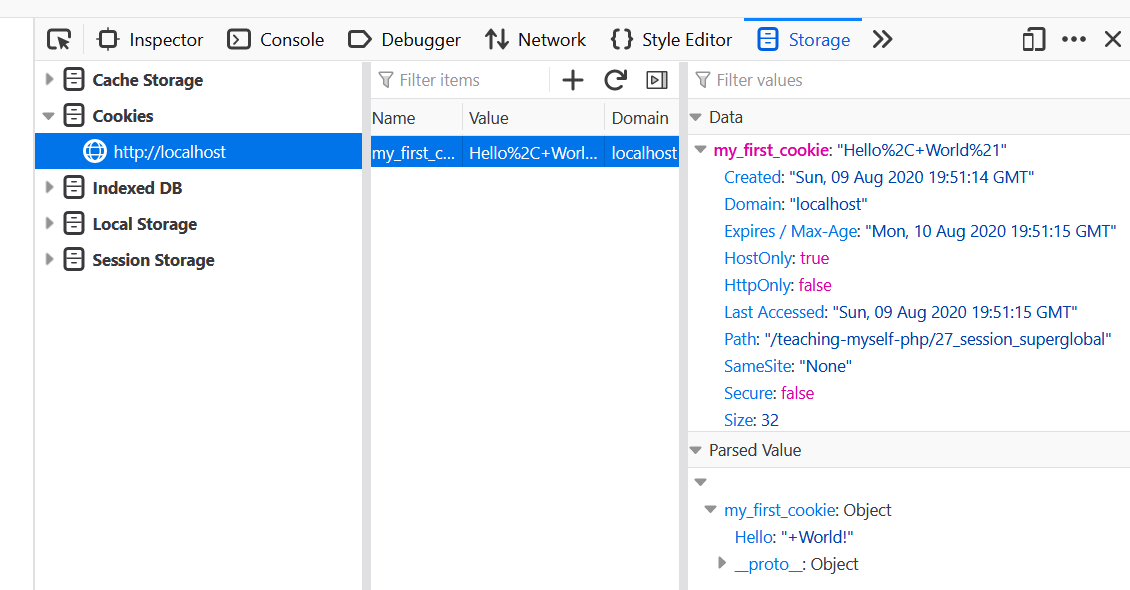 Inspector Console Debugger Network Style Editor Storage
Cache Storage
Cookies
http://localhost
Indexed DB
Local Storage
Session Storage
Filter items
Name Value Domain
my_first_c... Hello%2C+Worl... localhost
Filter values
Data
my_first_cookie: "Hello%2C+World%21"
Created: "Sun, 09 Aug 2020 19:51:14 GMT"
Domain: "localhost"
Expires / Max-Age: "Mon, 10 Aug 2020 19:51:15 GMT"
HostOnly: true
HttpOnly: false
Last Accessed: "Sun, 09 Aug 2020 19:51:15 GMT"
Path: "/teaching-myself-php/27_session_superglobal"
SameSite: "None"
Secure: false
Size: 32
Parsed Value
my_first_cookie: Object
Hello: "+World!"
__proto__: Object